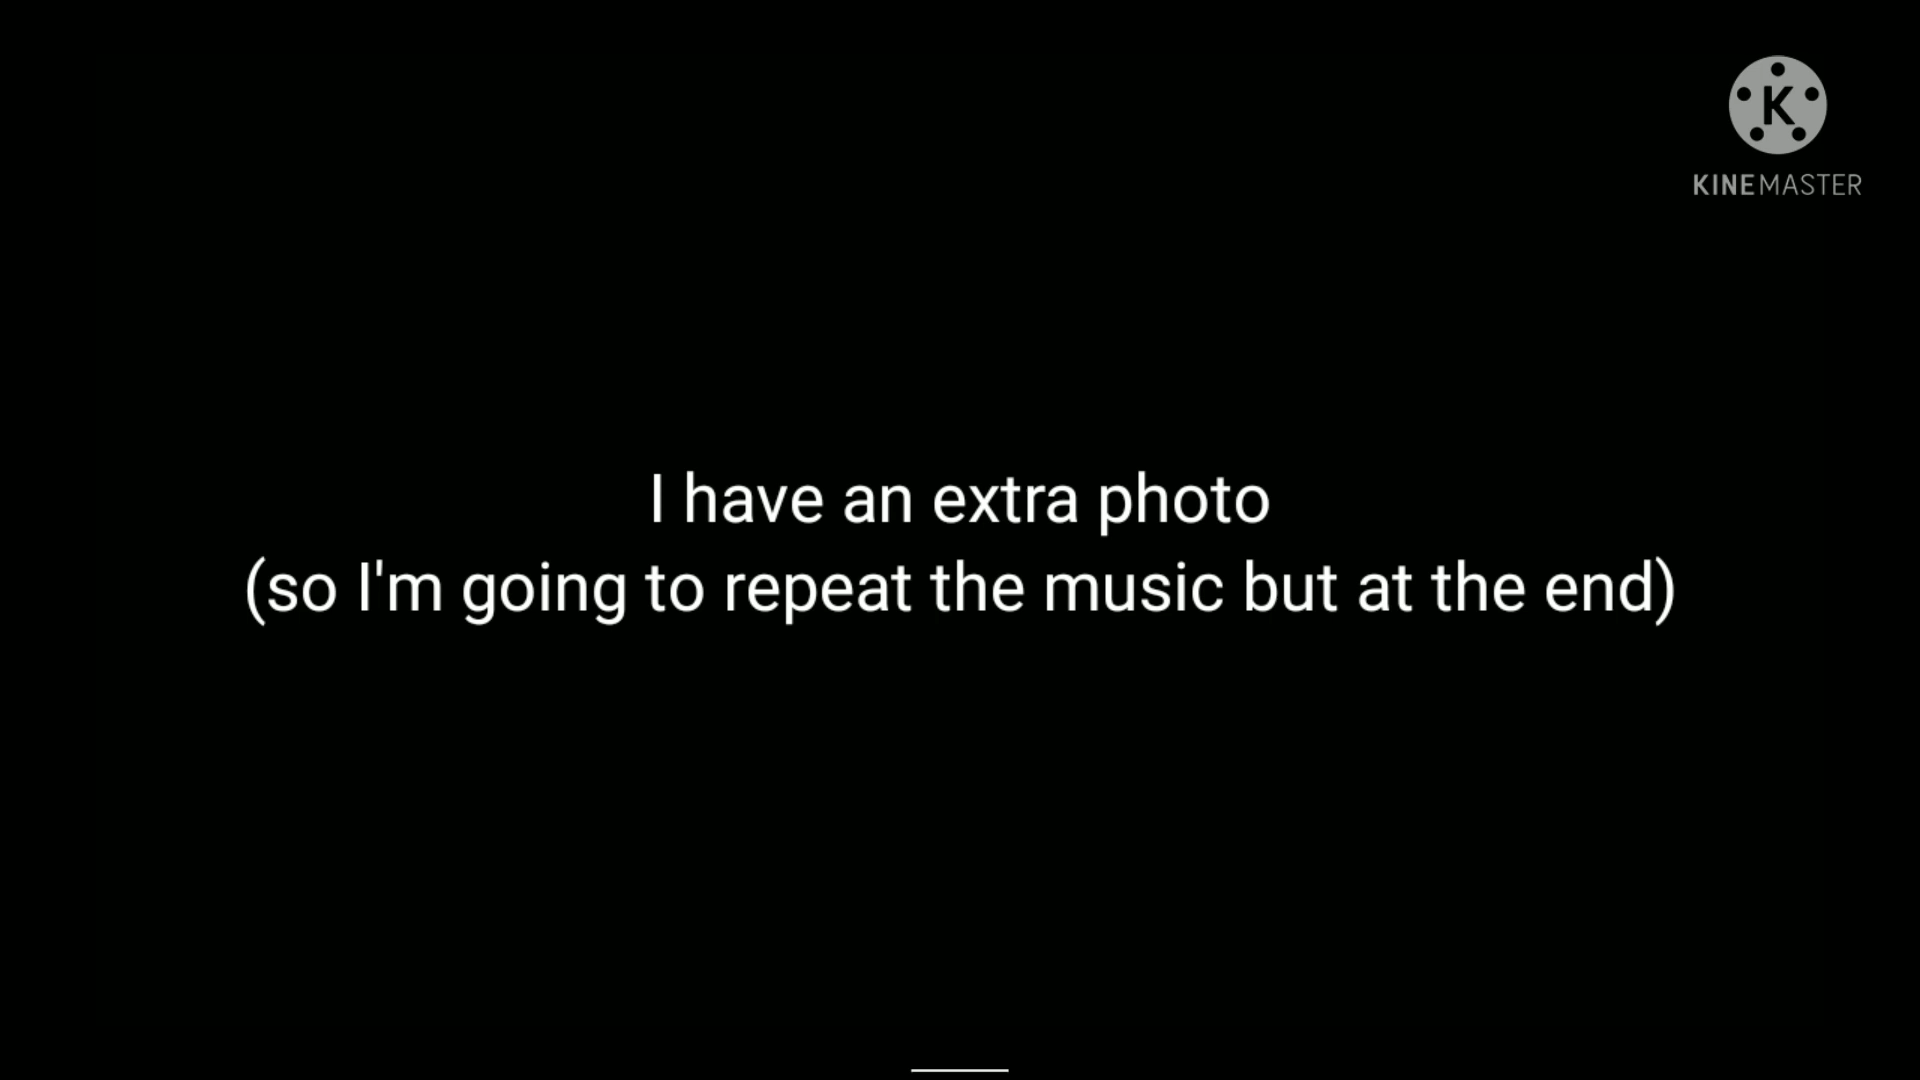 K
KINEMASTER
I have an extra photo
(so I'm going to repeat the music but at the end)